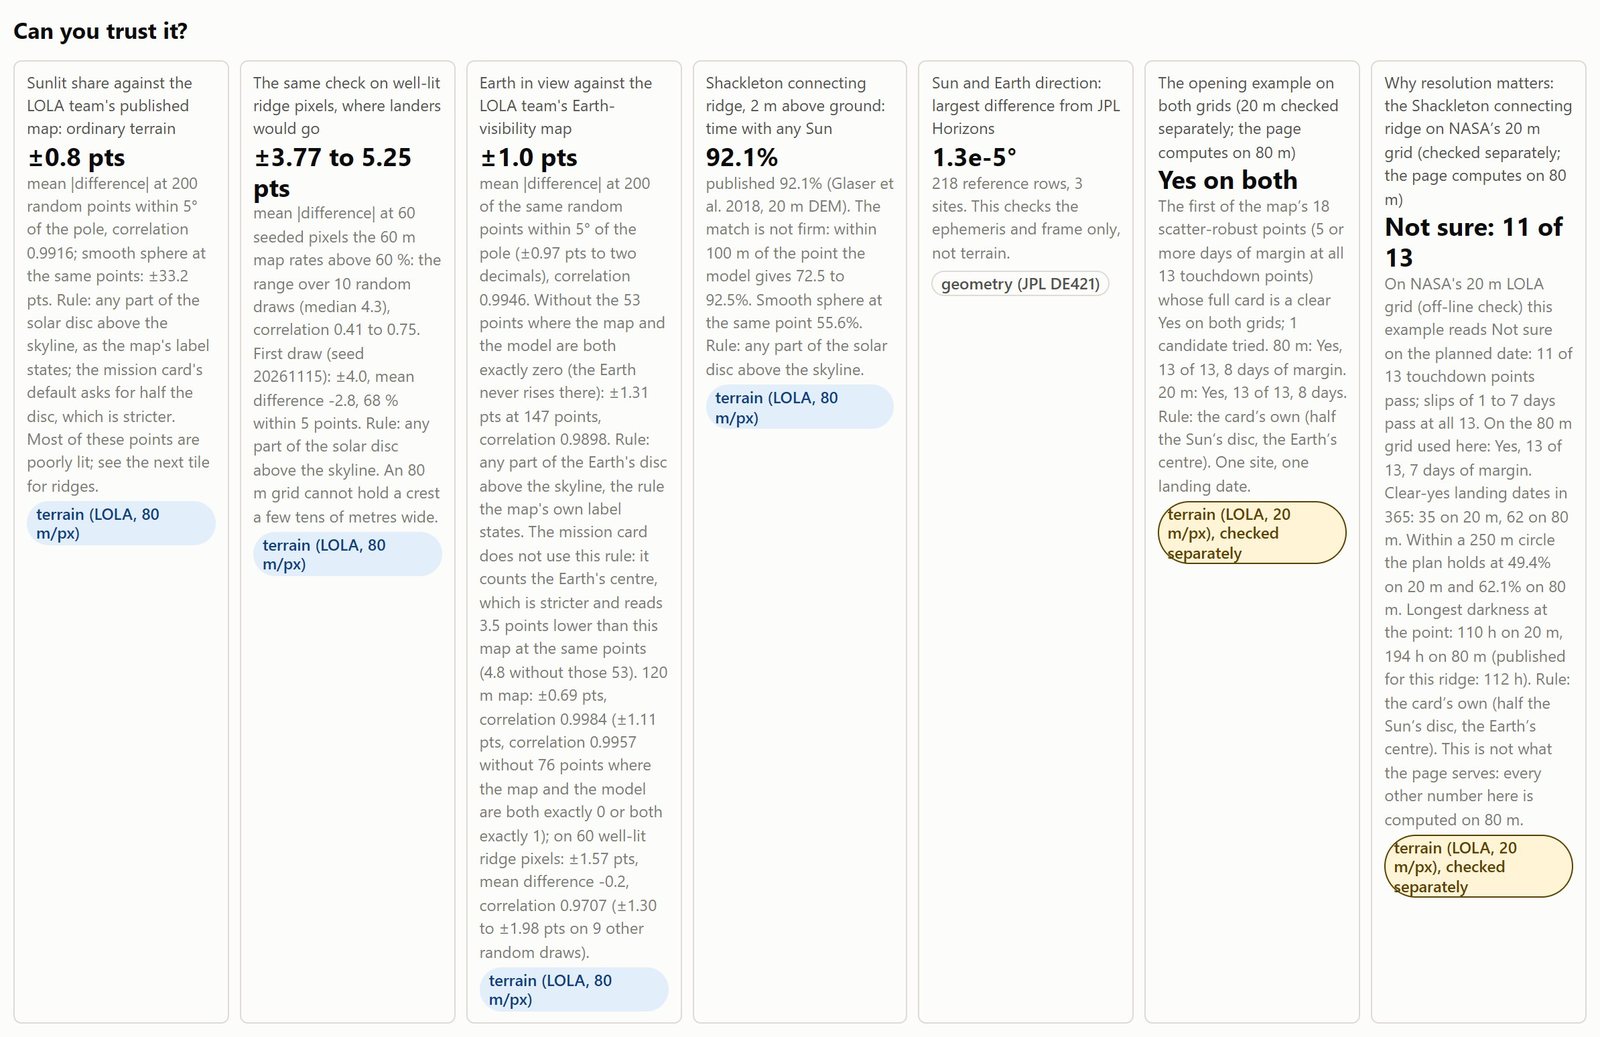 Can you trust it?
Sunlit share against the
LOLA team's published
map: ordinary terrain
±0.8 pts
mean |difference| at 200
random points within 5°
of the pole, correlation
0.9916; smooth sphere at
the same points: ±33.2
pts. Rule: any part of the
solar disc above the
skyline, as the map's label
states; the mission card's
default asks for half the
disc, which is stricter.
Most of these points are
poorly lit; see the next tile
for ridges.
terrain (LOLA, 80
m/px)
The same check on well-lit
ridge pixels, where landers
would go
±3.77 to 5.25
pts
mean |difference| at 60
seeded pixels the 60 m
map rates above 60 %: the
range over 10 random
draws (median 4.3),
correlation 0.41 to 0.75.
First draw (seed
20261115): ±4.0, mean
difference -2.8, 68 %
within 5 points. Rule: any
part of the solar disc
above the skyline. An 80
m grid cannot hold a crest
a few tens of metres wide.
terrain (LOLA, 80
m/px)
Earth in view against the
LOLA team's Earth-
visibility map
±1.0 pts
mean |difference| at 200
of the same random
points within 5° of the
pole (±0.97 pts to two
decimals), correlation
0.9946. Without the 53
points where the map and
the model are both
exactly zero (the Earth
never rises there): ±1.31
pts at 147 points,
correlation 0.9898. Rule:
any part of the Earth's disc
above the skyline, the rule
the map's own label
states. The mission card
does not use this rule: it
counts the Earth's centre,
which is stricter and reads
3.5 points lower than this
map at the same points
(4.8 without those 53). 120
m map: ±0.69 pts,
correlation 0.9984 (±1.11
pts, correlation 0.9957
without 76 points where
the map and the model
are both exactly 0 or both
exactly 1); on 60 well-lit
ridge pixels: ±1.57 pts,
mean difference -0.2,
correlation 0.9707 (±1.30
to ±1.98 pts on 9 other
random draws).
terrain (LOLA, 80
m/px)
Shackleton connecting
ridge, 2 m above ground:
time with any Sun
92.1%
published 92.1% (Glaser et
al. 2018, 20 m DEM). The
match is not firm: within
100 m of the point the
model gives 72.5 to
92.5%. Smooth sphere at
the same point 55.6%.
Rule: any part of the solar
disc above the skyline.
terrain (LOLA, 80
m/px)
Sun and Earth direction:
largest difference from JPL
Horizons
1.3e-5°
218 reference rows, 3
sites. This checks the
ephemeris and frame only,
not terrain.
geometry (JPL DE421)
The opening example on
both grids (20 m checked
separately; the page
computes on 80 m)
Yes on both
The first of the map's 18
scatter-robust points (5 or
more days of margin at all
13 touchdown points)
whose full card is a clear
Yes on both grids; 1
candidate tried. 80 m: Yes,
13 of 13, 8 days of margin.
20 m: Yes, 13 of 13, 8 days.
Rule: the card's own (half
the Sun's disc, the Earth's
centre). One site, one
landing date.
terrain (LOLA, 20
m/px), checked
separately
Why resolution matters:
the Shackleton connecting
ridge on NASA's 20 m
grid (checked separately;
the page computes on 80
m)
Not sure: 11 of
13
On NASA's 20 m LOLA
grid (off-line check) this
example reads Not sure
on the planned date: 11 of
13 touchdown points
pass; slips of 1 to 7 days
pass at all 13. On the 80 m
grid used here: Yes, 13 of
13, 7 days of margin.
Clear-yes landing dates in
365: 35 on 20 m, 62 on 80
m. Within a 250 m circle
the plan holds at 49.4%
on 20 m and 62.1% on 80
m. Longest darkness at
the point: 110 h on 20 m,
194 h on 80 m (published
for this ridge: 112 h). Rule:
the card's own (half the
Sun's disc, the Earth's
centre). This is not what
the page serves: every
other number here is
computed on 80 m.
terrain (LOLA, 20
m/px), checked
separately